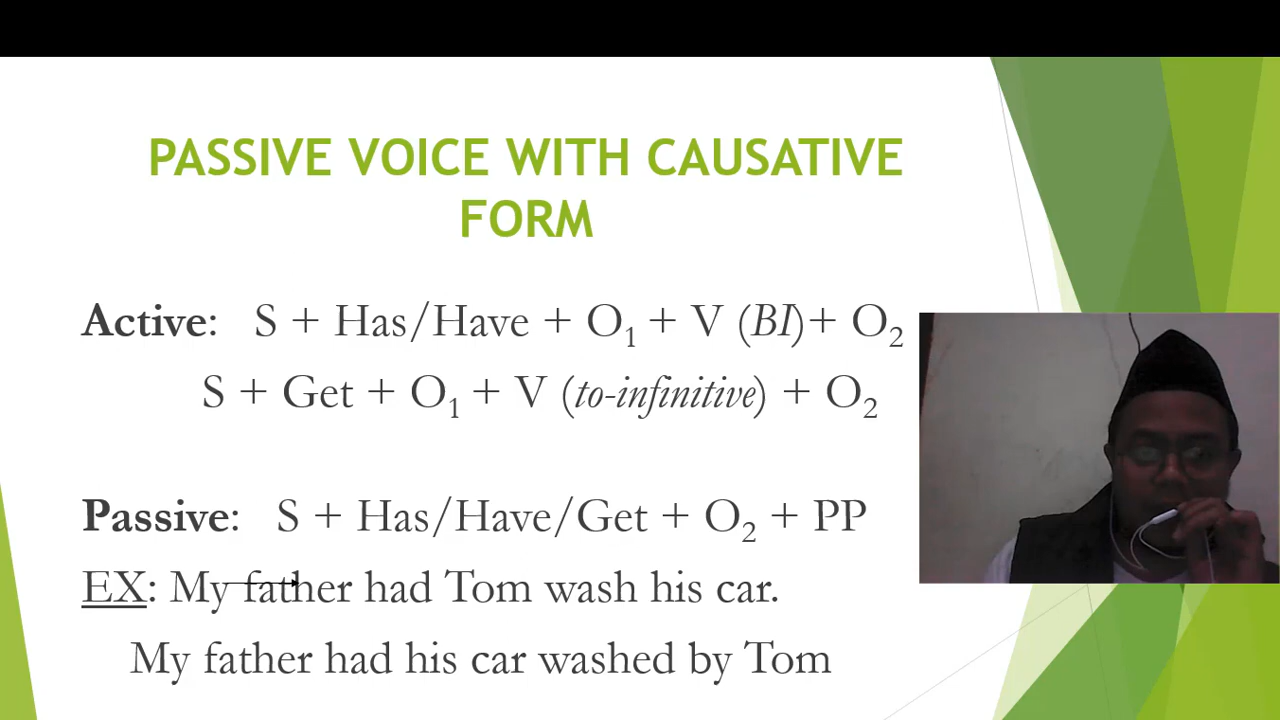 PASSIVE VOICE WITH CAUSATIVE
FORM
Active: S + Has/Have + O₁ + V (BI)+ O₂
S + Get + O₁ + V (to-infinitive) + O₂
Passive: S + Has/Have/Get + O₂ + PP
EX: My father had Tom wash his car.
My father had his car washed by Tom